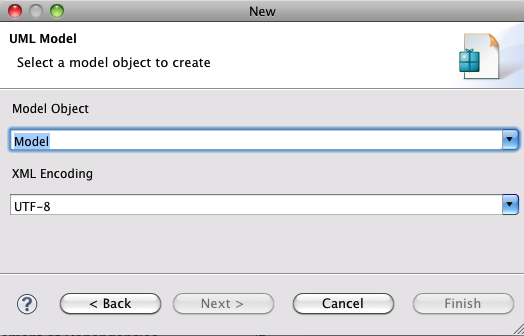 New
UML Model
Select a model object to create
Model Object
Model
XML Encoding
UTF-8
? < Back Next > Cancel Finish